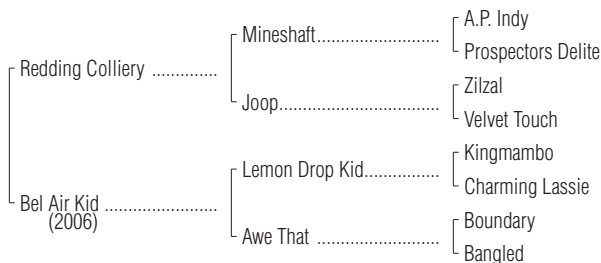 A.P. Indy
Mineshaft
Prospectors Delite
Redding Colliery
Zilzal
Joop
Velvet Touch
Kingmambo
Lemon Drop Kid
Charming Lassie
Bel Air Kid
(2006)
Boundary
Awe That
Bangled